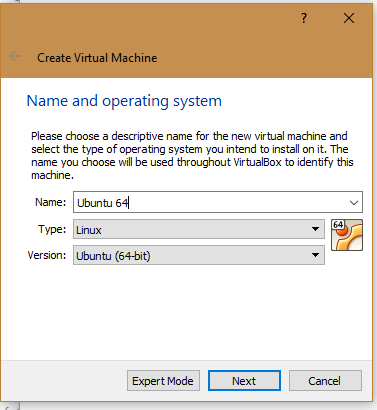 ?
Create Virtual Machine
Name and operating system
Please choose a descriptive name for the new virtual machine and
select the type of operating system you intend to install on it. The
name you choose will be used throughout VirtualBox to identify this
machine.
Name: Ubuntu 64
Type: Linux
64
Version: Ubuntu (64-bit)
Expert Mode Next Cancel